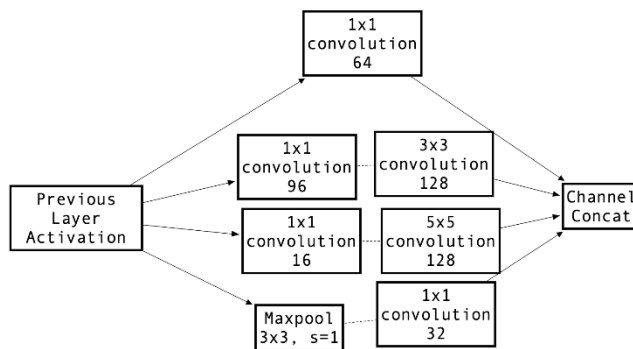 1x1
convolution
64
1x1
convolution
96
3x3
convolution
128
Previous
Layer
Activation
1x1
convolution
16
5x5
convolution
128
Channel
Concat
Maxpool
3x3, s=1
1x1
convolution
32